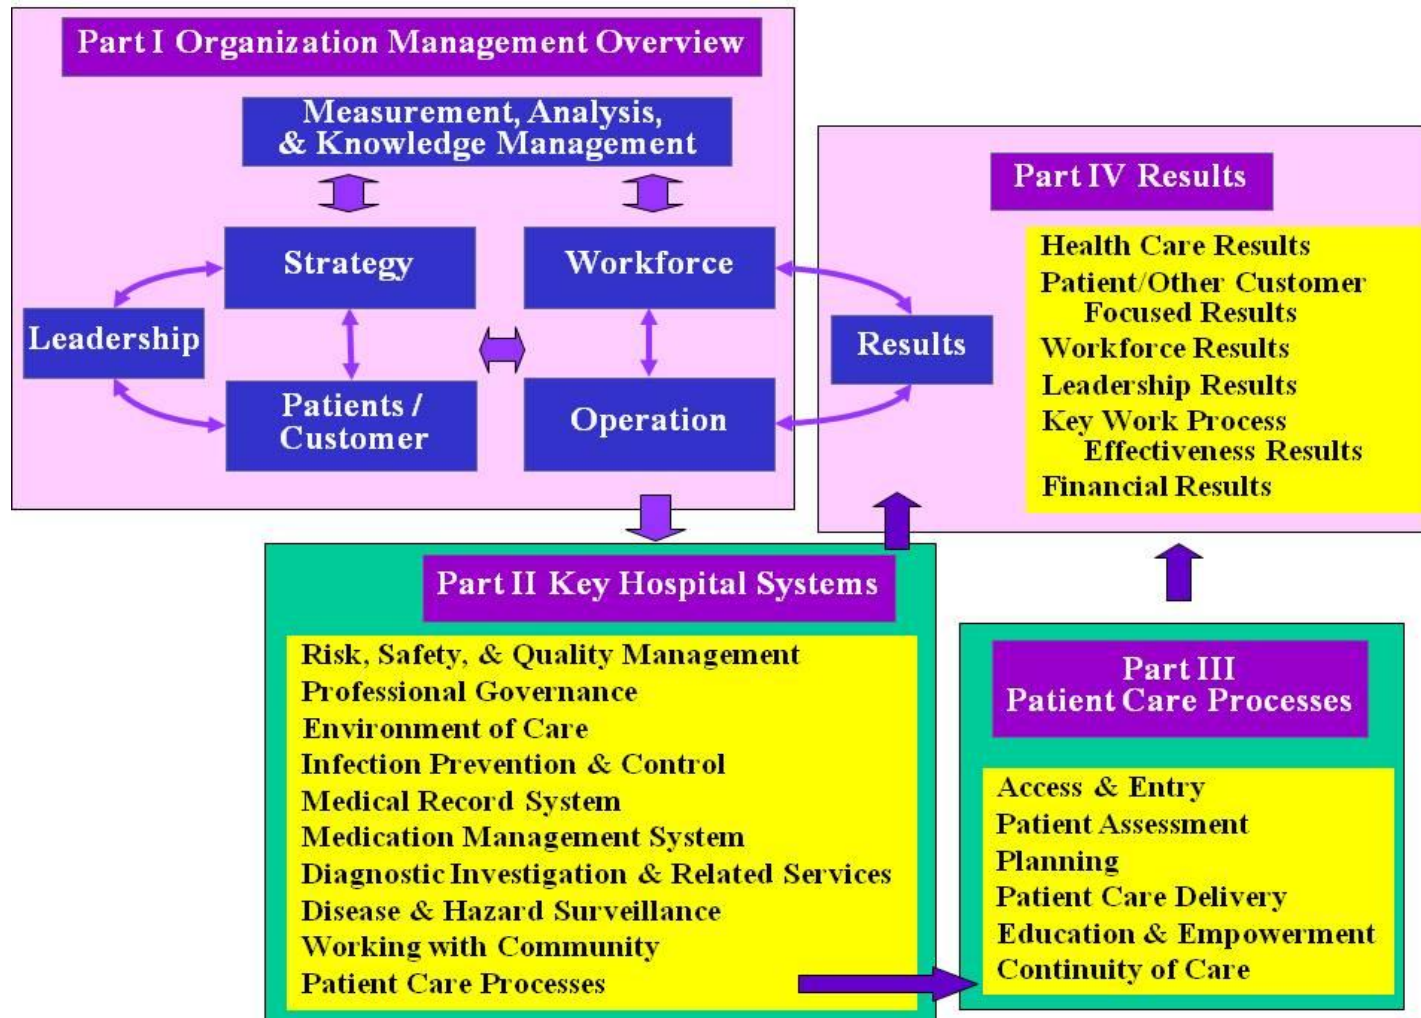 Part I Organization Management Overview
Measurement, Analysis,
& Knowledge Management
Strategy
Workforce
Leadership
Patients /
Customer
Operation
Results
Part IV Results
Health Care Results
Patient/Other Customer
Focused Results
Workforce Results
Leadership Results
Key Work Process
Effectiveness Results
Financial Results
Part II Key Hospital Systems
Risk, Safety, & Quality Management
Professional Governance
Environment of Care
Infection Prevention & Control
Medical Record System
Medication Management System
Diagnostic Investigation & Related Services
Disease & Hazard Surveillance
Working with Community
Patient Care Processes
Part III
Patient Care Processes
Access & Entry
Patient Assessment
Planning
Patient Care Delivery
Education & Empowerment
Continuity of Care